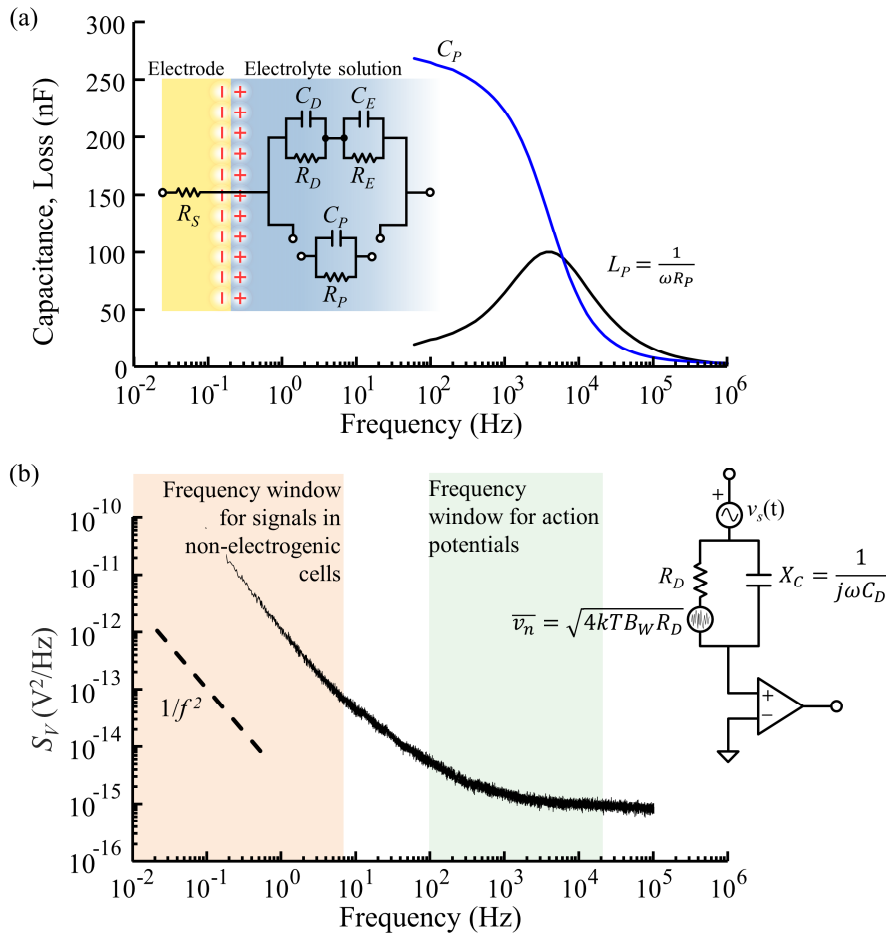 (a)
Capacitance, Loss (nF)
300
250
200
150
100
50
0
Electrode
Electrolyte solution
C_D
C_E
R_D
R_E
R_S
C_P
R_P
C_P
L_P = 1/(ωR_P)
10^-2 10^-1 10^0 10^1 10^2 10^3 10^4 10^5 10^6
Frequency (Hz)
(b)
S_V (V^2/Hz)
10^-10
10^-11
10^-12
10^-13
10^-14
10^-15
10^-16
Frequency window
for signals in
non-electrogenic
cells
Frequency
window for action
potentials
1/f^2
+
v_s(t)
R_D
X_C = 1/(jωC_D)
v̅_n̅ = √(4kTB_W R_D)
+
−
10^-2 10^-1 10^0 10^1 10^2 10^3 10^4 10^5 10^6
Frequency (Hz)